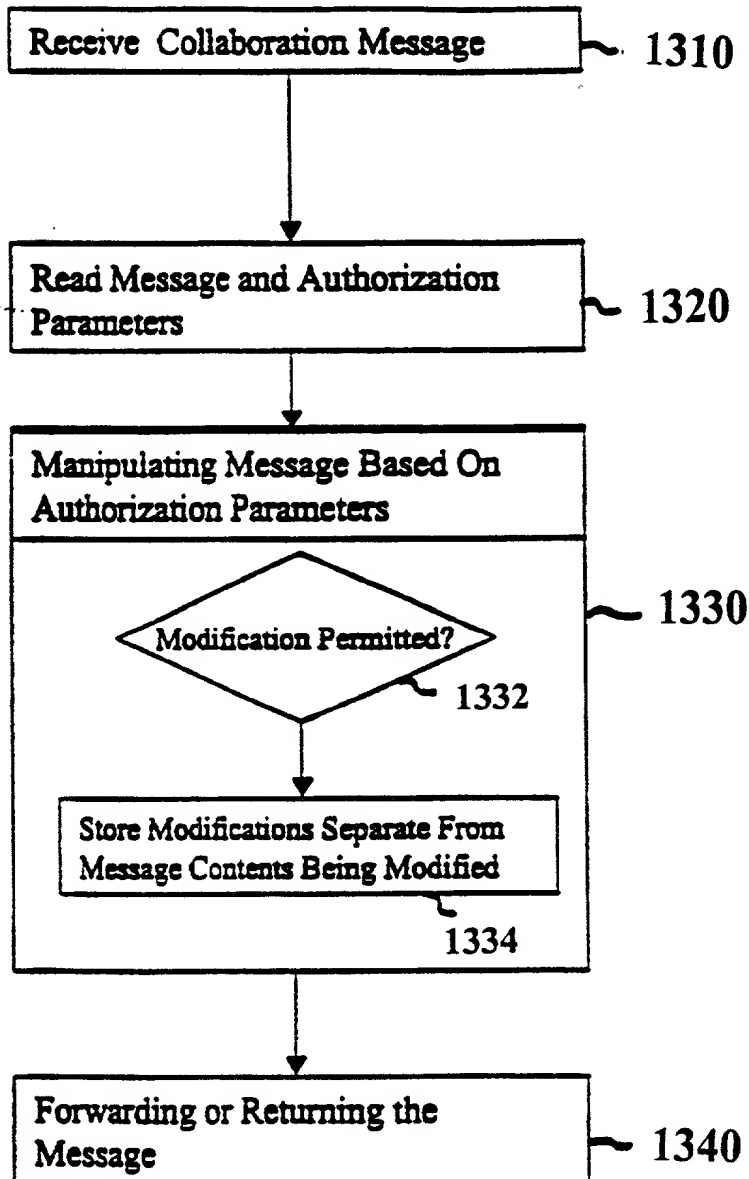 Receive Collaboration Message
1310
Read Message and Authorization
Parameters
1320
Manipulating Message Based On
Authorization Parameters
1330
Modification Permitted?
1332
Store Modifications Separate From
Message Contents Being Modified
1334
Forwarding or Returning the
Message
1340